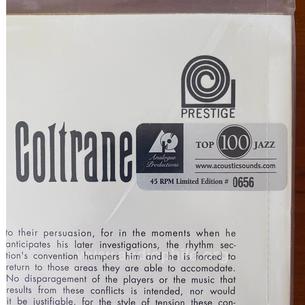 PRESTIGE
Coltrane
Analogue
Productions
TOP 100 JAZZ
www.acousticsounds.com
45 RPM Limited Edition # 0656
to their persuasion, for in the moments when he
anticipates his later investigations, the rhythm sec-
tion's convention hampers him and he is forced to
return to those areas they are able to accomodate.
No disparagement of the players or the music that
results from these conflicts is intended, nor would
it be justifiable, for the style of tension these con-